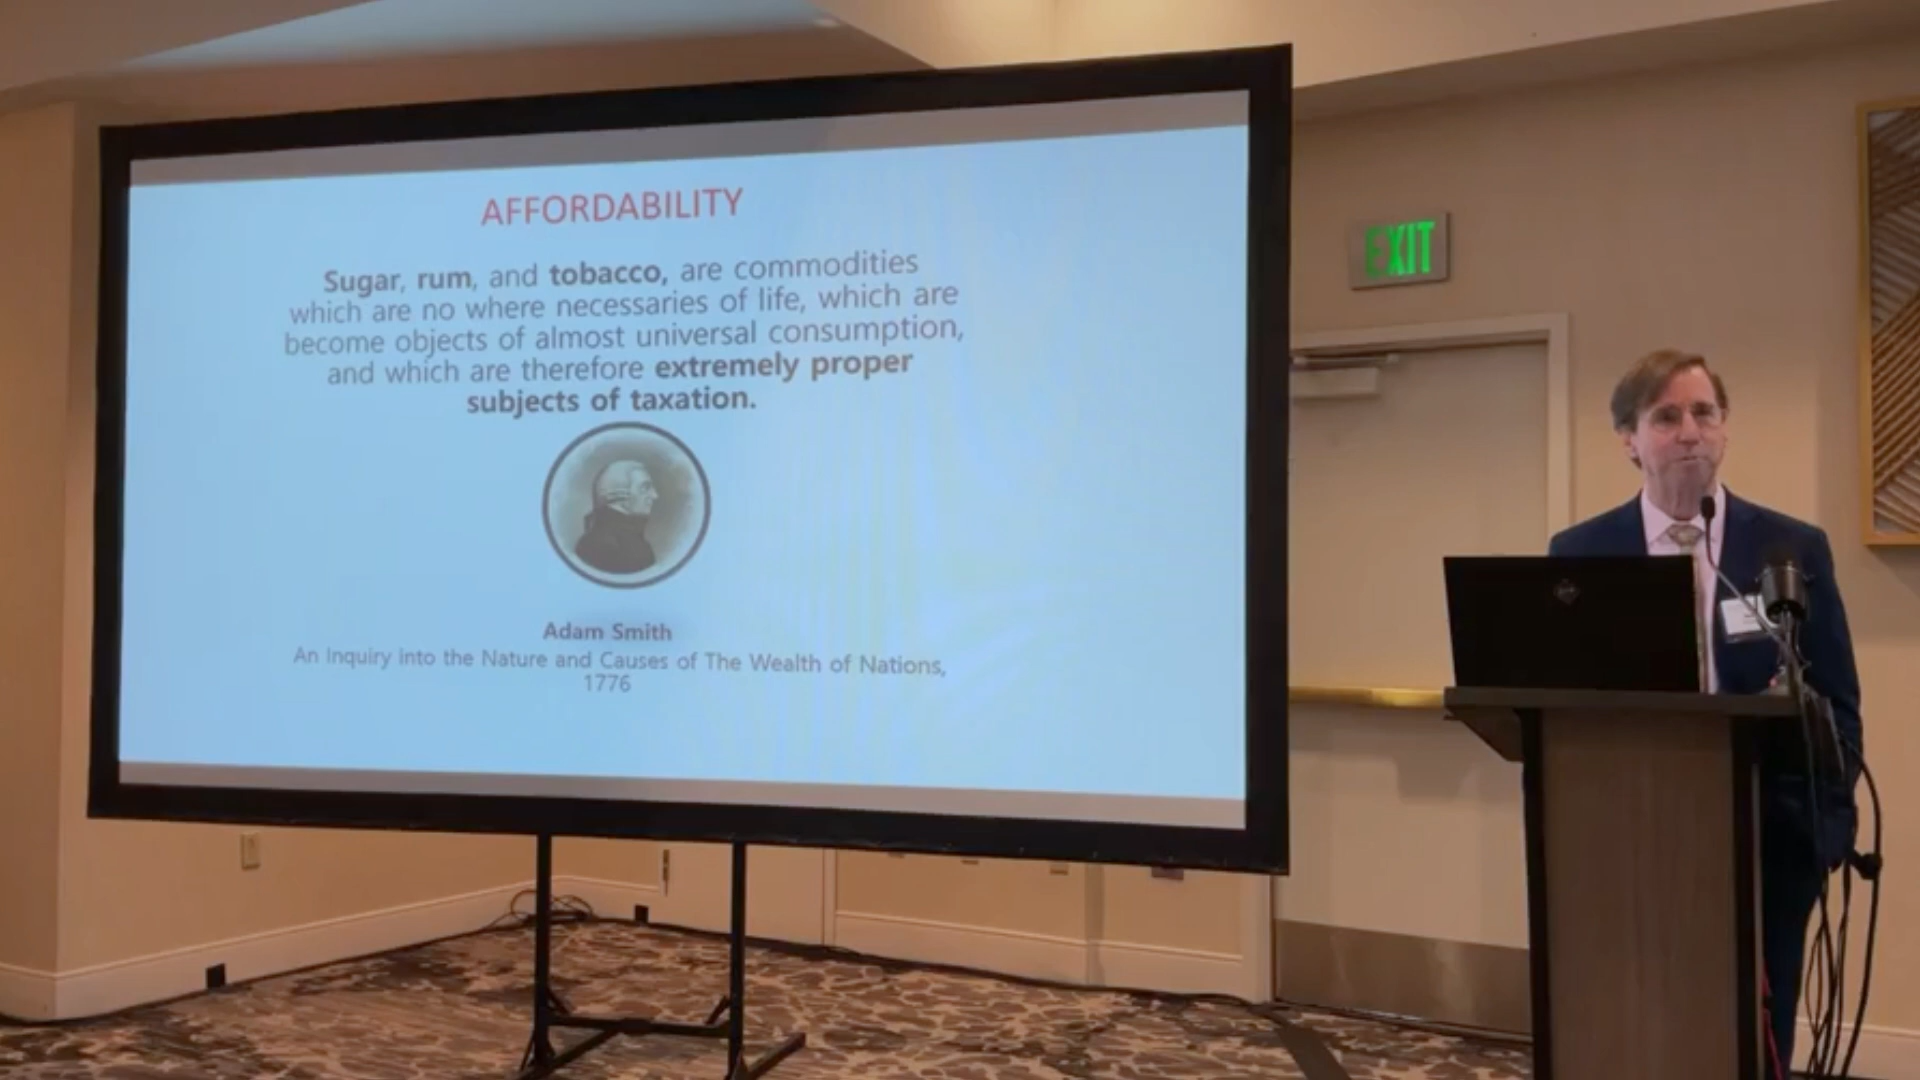 AFFORDABILITY
Sugar, rum, and tobacco, are commodities
which are no where necessaries of life, which are
become objects of almost universal consumption,
and which are therefore extremely proper
subjects of taxation.
Adam Smith
An Inquiry into the Nature and Causes of The Wealth of Nations,
1776
EXIT